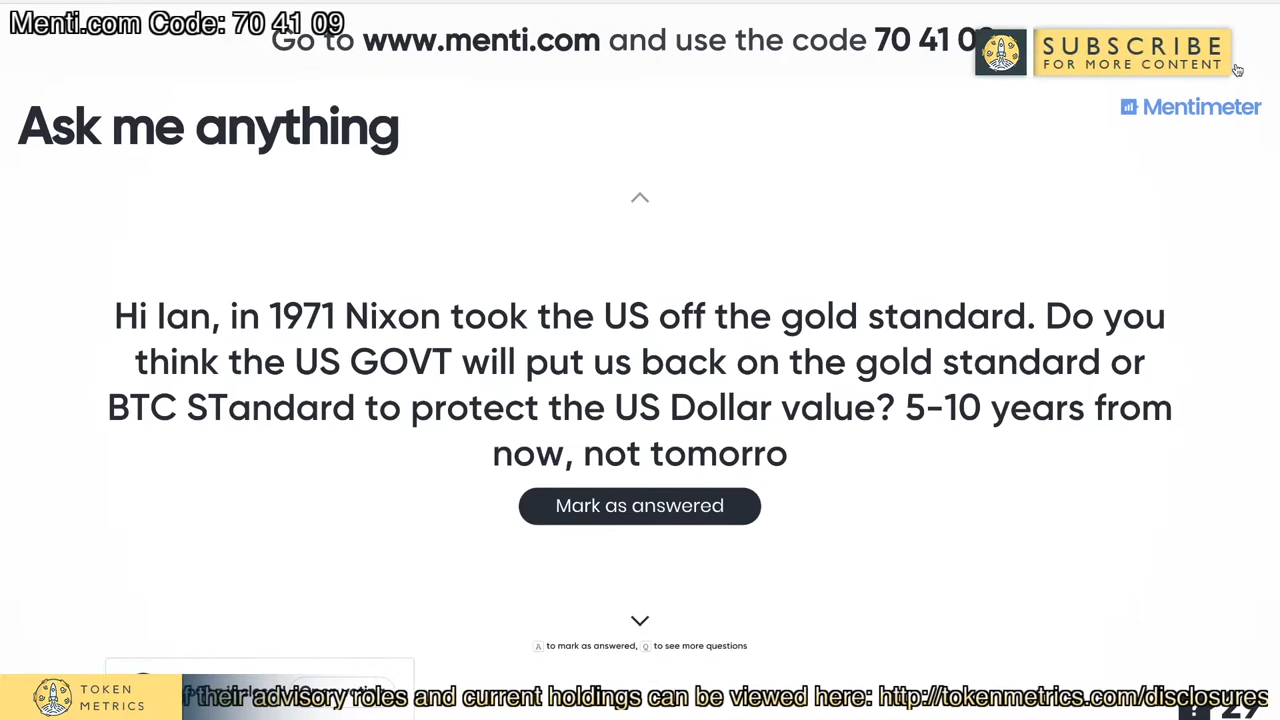 Menti.com Code: 70 41 09
Go to www.menti.com and use the code 70 41 0
SUBSCRIBE
FOR MORE CONTENT
Ask me anything
Mentimeter
Hi Ian, in 1971 Nixon took the US off the gold standard. Do you
think the US GOVT will put us back on the gold standard or
BTC STandard to protect the US Dollar value? 5-10 years from
now, not tomorro
Mark as answered
A to mark as answered, Q to see more questions
TOKEN
METRICS
f their advisory roles and current holdings can be viewed here: http://tokenmetrics.com/disclosures
29